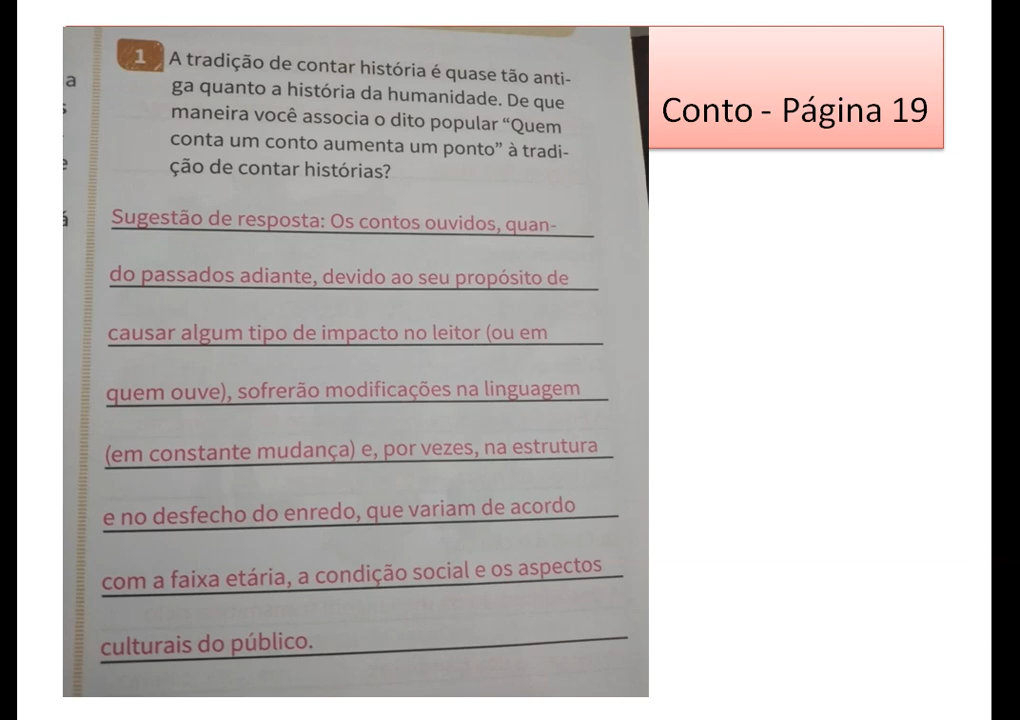 a
1 A tradição de contar história é quase tão anti-
ga quanto a história da humanidade. De que
maneira você associa o dito popular “Quem
conta um conto aumenta um ponto” à tradi-
ção de contar histórias?
Sugestão de resposta: Os contos ouvidos, quan-
do passados adiante, devido ao seu propósito de
causar algum tipo de impacto no leitor (ou em
quem ouve), sofrerão modificações na linguagem
(em constante mudança) e, por vezes, na estrutura
e no desfecho do enredo, que variam de acordo
com a faixa etária, a condição social e os aspectos
culturais do público.
á
Conto - Página 19